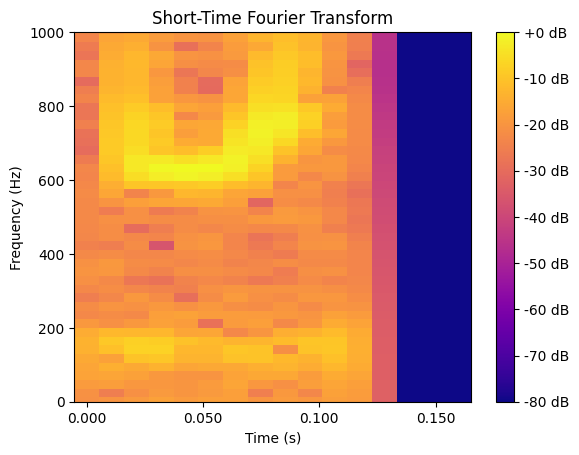 Short-Time Fourier Transform
1000
800
600
400
200
0
Frequency (Hz)
0.000
0.050
0.100
0.150
Time (s)
+0 dB
-10 dB
-20 dB
-30 dB
-40 dB
-50 dB
-60 dB
-70 dB
-80 dB